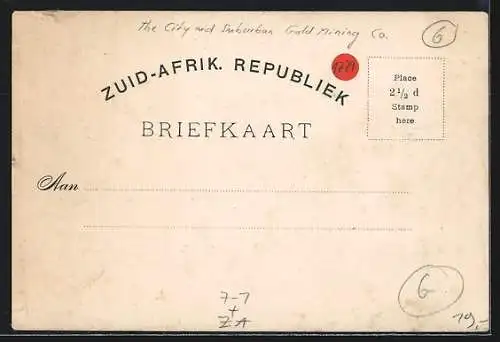 The City and Suburban Gold Mining Co.
6
ZUID-AFRIK. REPUBLIEK
Place
2½ d
Stamp
here
BRIEFKAART
Aan
7-7
+
ZA
G